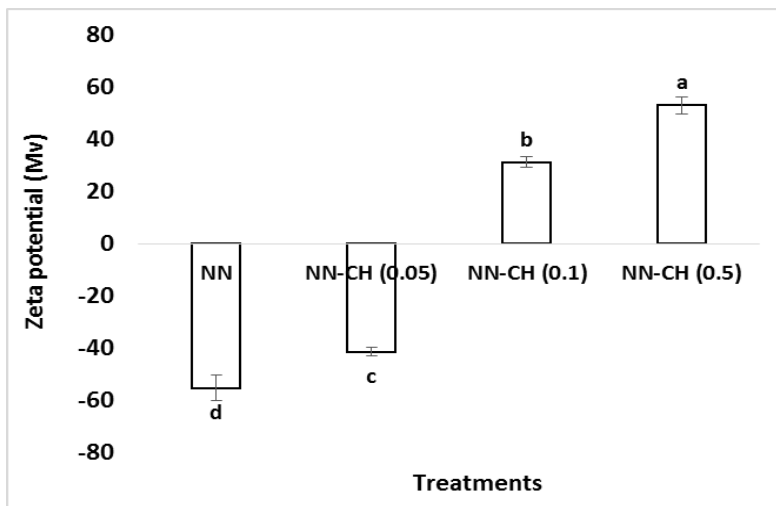 80
60
a
b
40
20
0
NN NN-CH (0.05) NN-CH (0.1) NN-CH (0.5)
-20
-40
c
-60
d
-80
Zeta potential (Mv)
Treatments